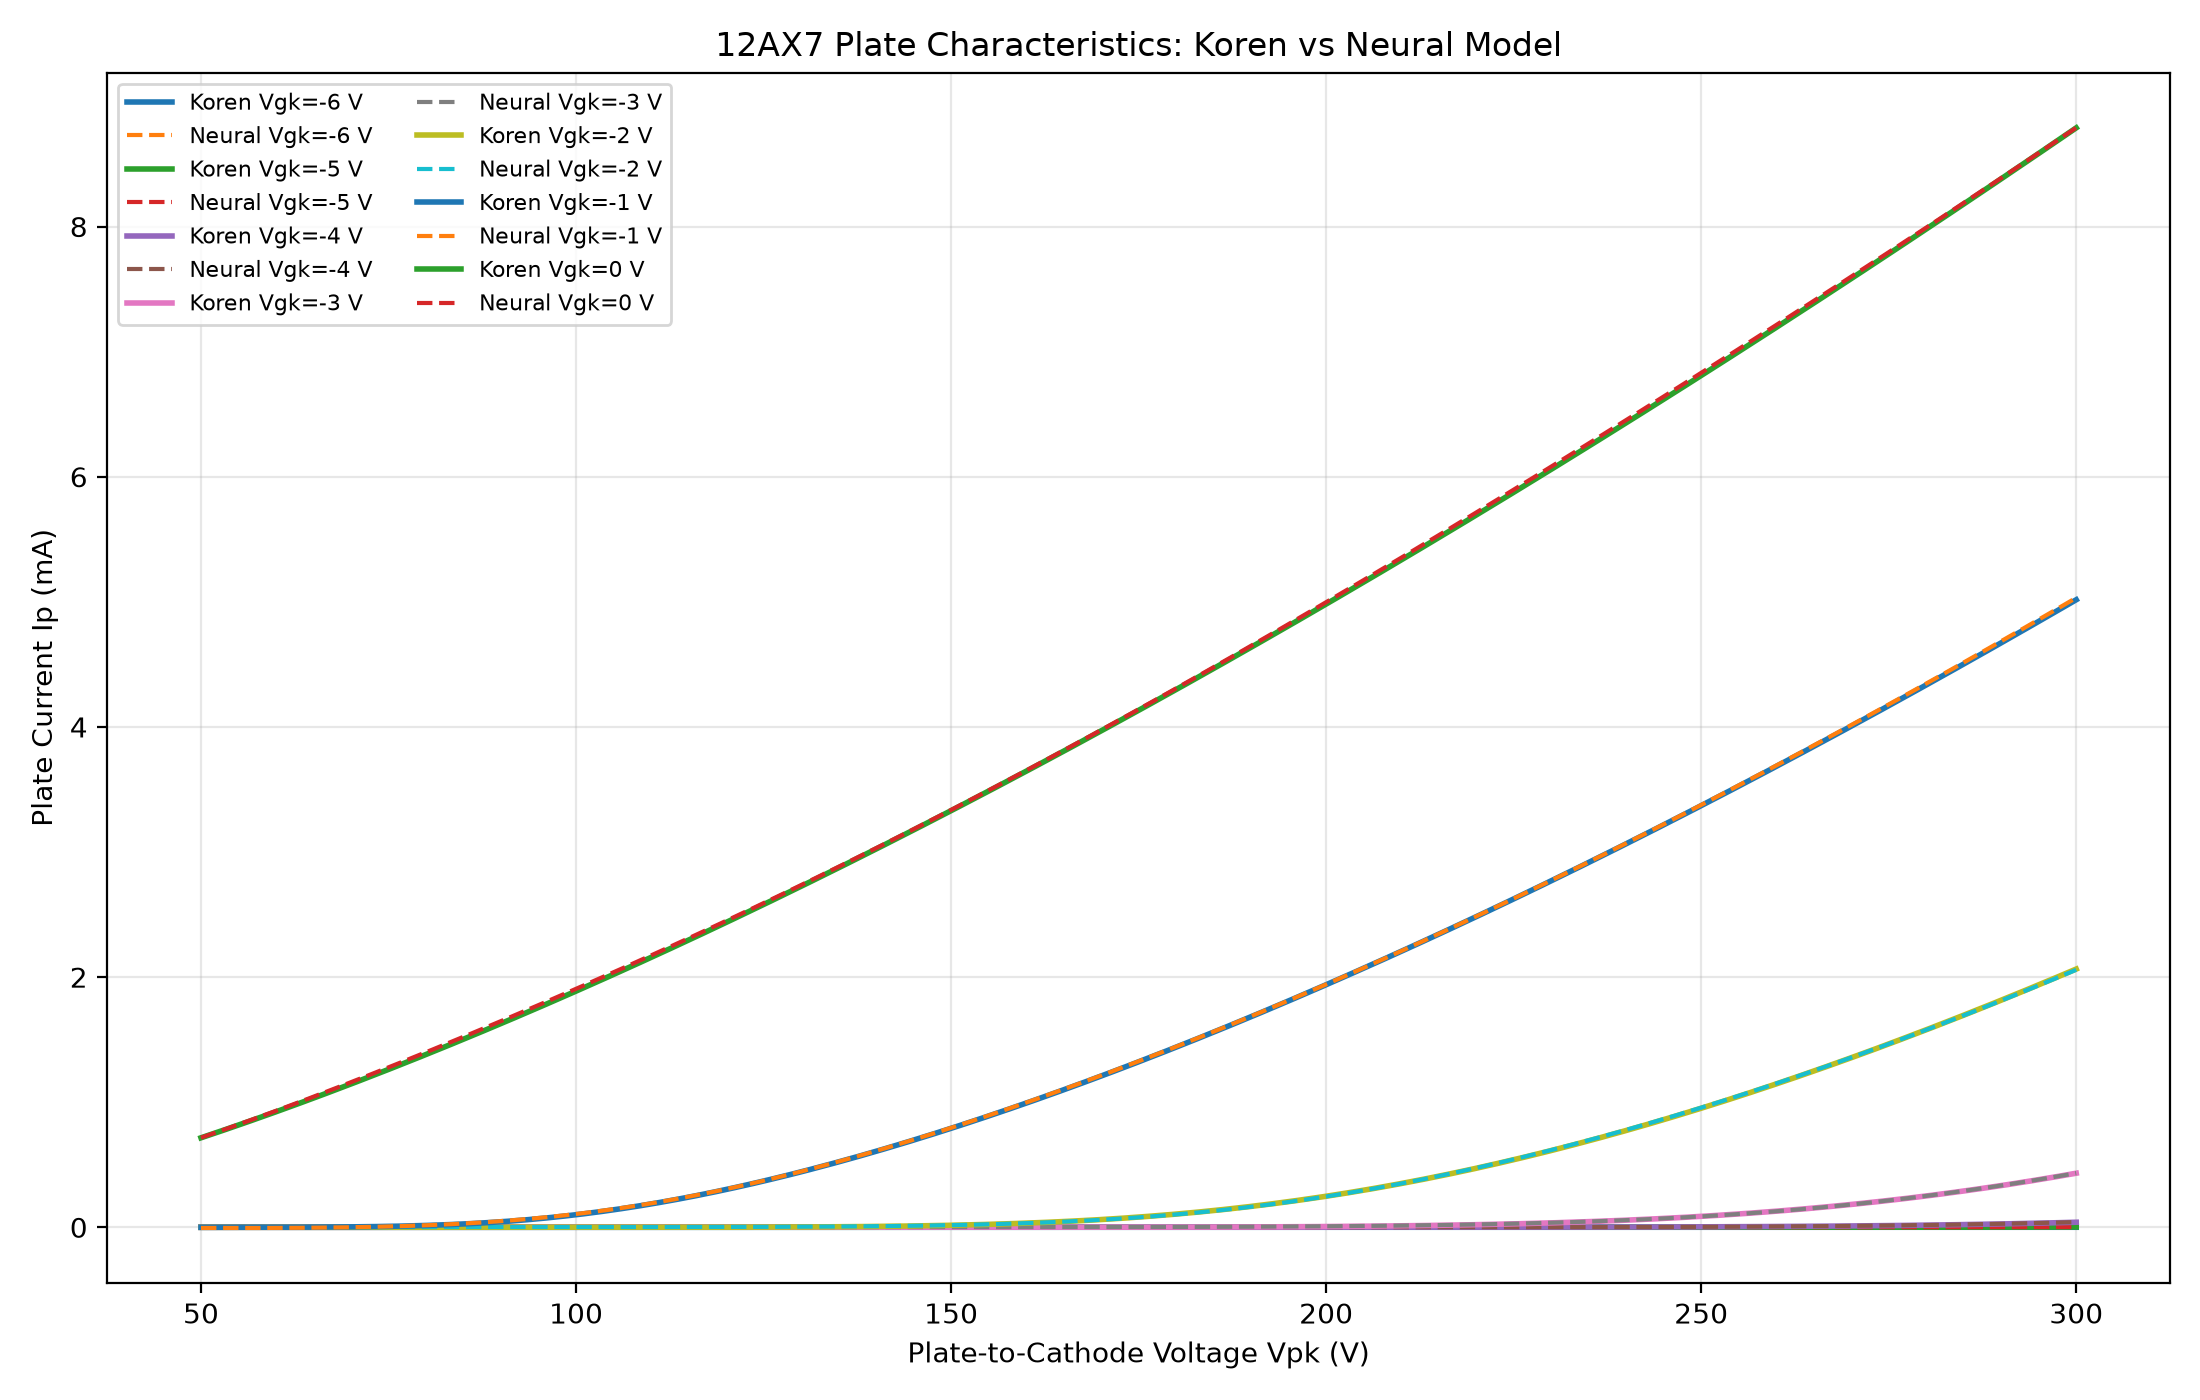 12AX7 Plate Characteristics: Koren vs Neural Model
Koren Vgk=-6 V
Neural Vgk=-6 V
Koren Vgk=-5 V
Neural Vgk=-5 V
Koren Vgk=-4 V
Neural Vgk=-4 V
Koren Vgk=-3 V
Neural Vgk=-3 V
Koren Vgk=-2 V
Neural Vgk=-2 V
Koren Vgk=-1 V
Neural Vgk=-1 V
Koren Vgk=0 V
Neural Vgk=0 V
Plate Current Ip (mA)
8
6
4
2
0
50
100
150
200
250
300
Plate-to-Cathode Voltage Vpk (V)